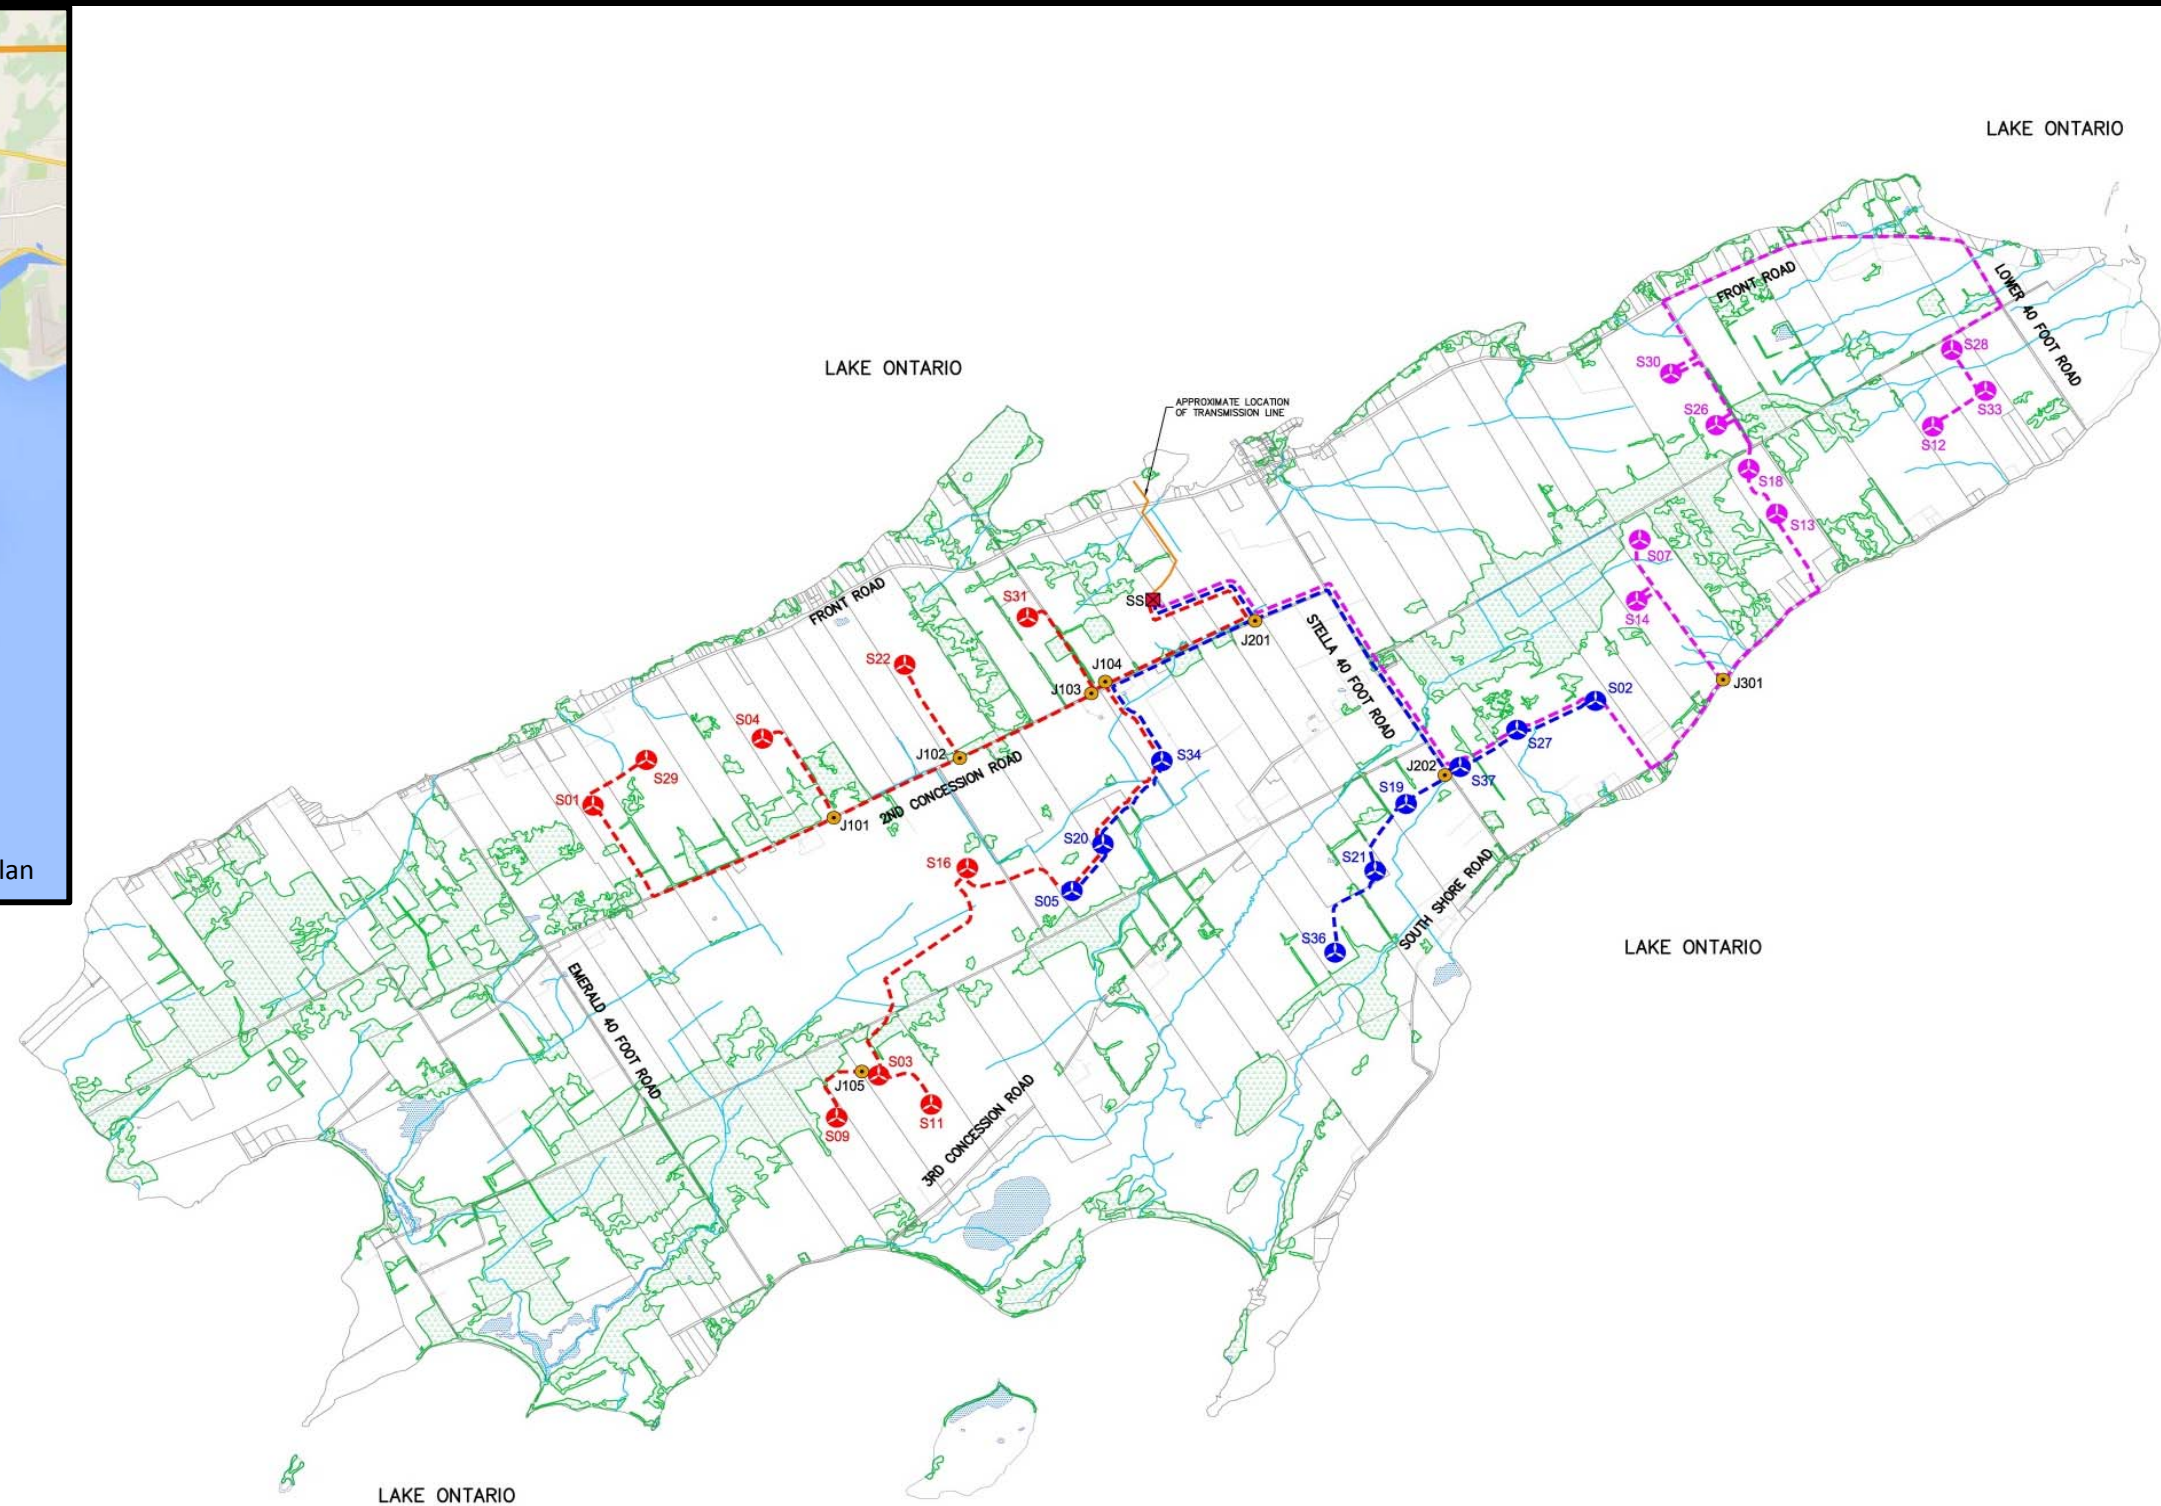 LAKE ONTARIO
LOWER 40 FOOT ROAD
FRONT ROAD
S28
S30
LAKE ONTARIO
S33
APPROXIMATE LOCATION
OF TRANSMISSION LINE
S26
S12
S18
S13
S07
FRONT ROAD
S31
SS
S14
J201
STELLA 40 FOOT ROAD
S22
J104
J103
J301
S02
S04
S27
J102
S34
2ND CONCESSION ROAD
J202
S37
S29
S01
S19
J101
S20
S16
S21
lan
S05
SOUTH SHORE ROAD
S36
LAKE ONTARIO
EMERALD 40 FOOT ROAD
S03
J105
S11
S09
3RD CONCESSION ROAD
LAKE ONTARIO